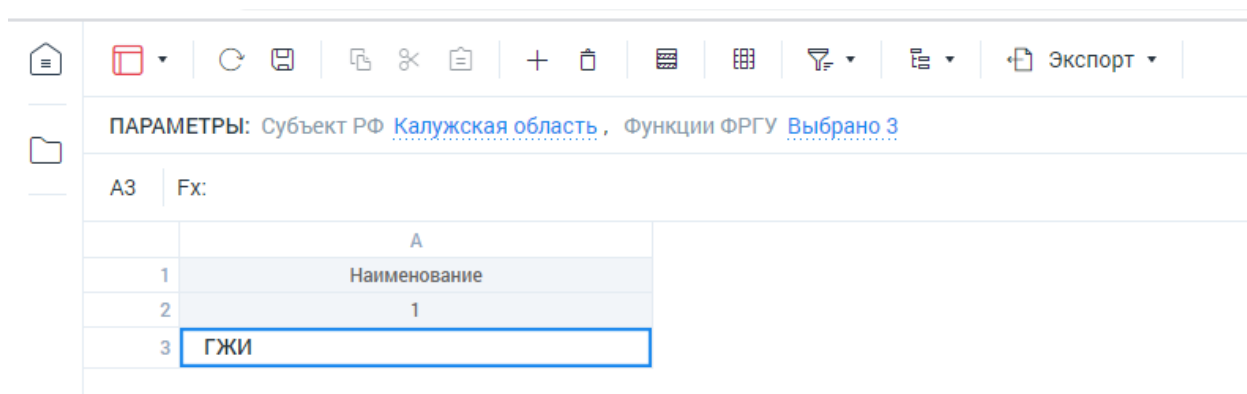 Экспорт
ПАРАМЕТРЫ: Субъект РФ Калужская область , Функции ФРГУ Выбрано 3
A3 Fx:
A
1 Наименование
2 1
3 ГЖИ